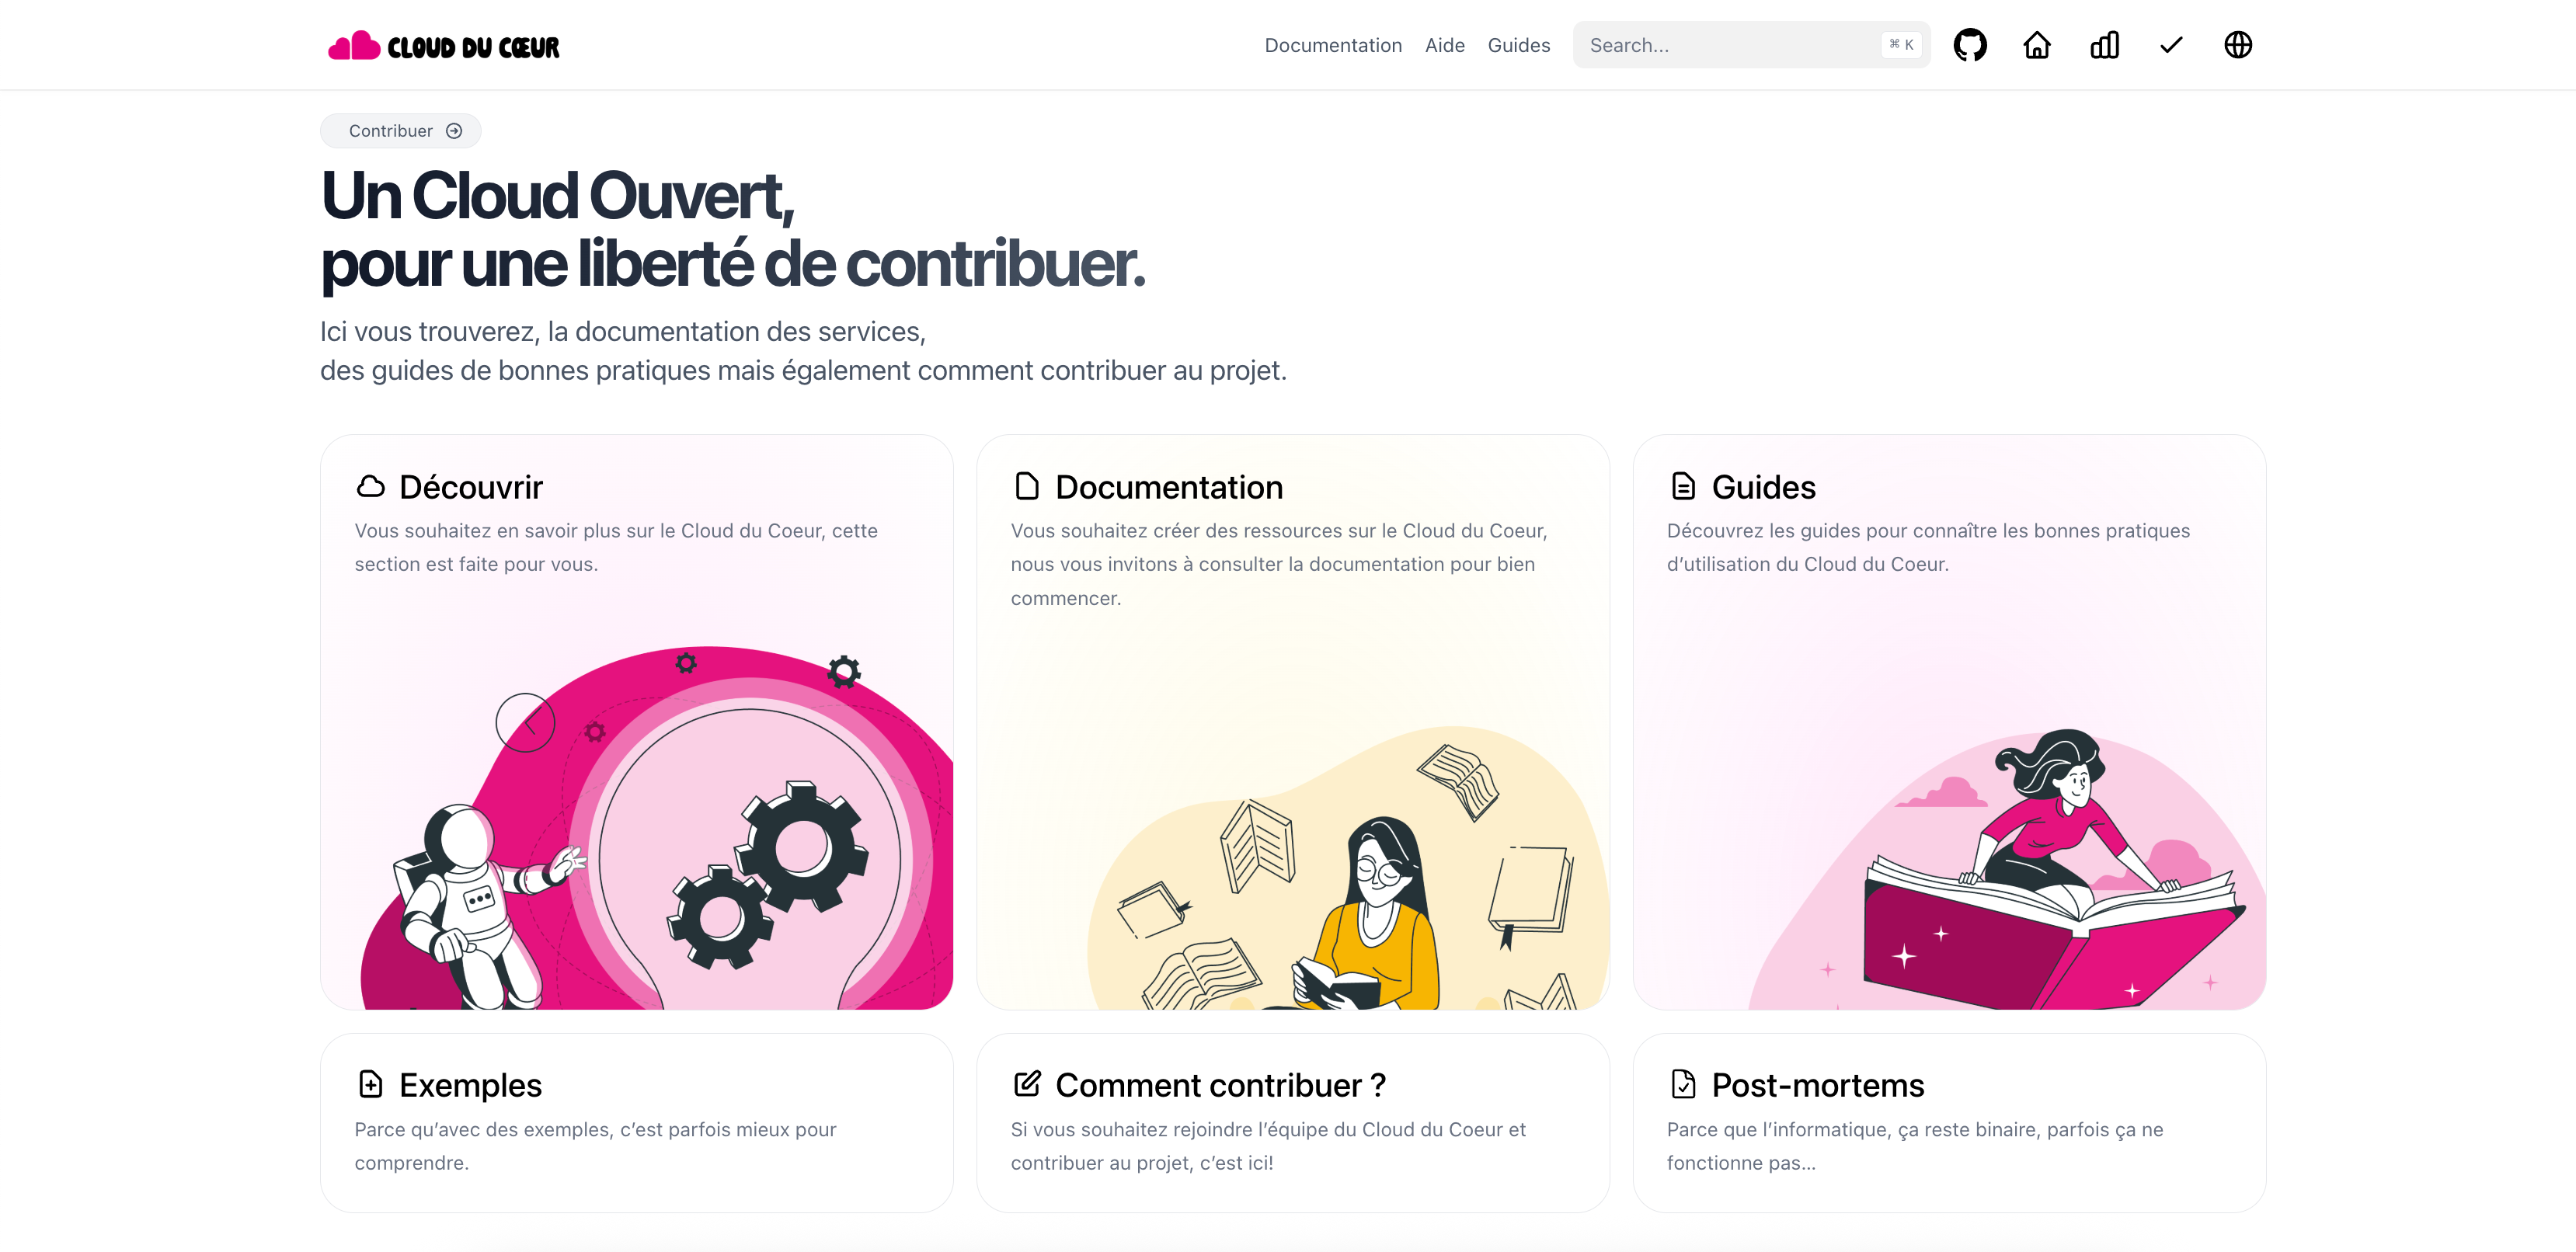 CLOUD DU CŒUR
Documentation Aide Guides Search... ⌘ K
Contribuer
Un Cloud Ouvert,
pour une liberté de contribuer.
Ici vous trouverez, la documentation des services,
des guides de bonnes pratiques mais également comment contribuer au projet.
Découvrir
Vous souhaitez en savoir plus sur le Cloud du Coeur, cette
section est faite pour vous.
Documentation
Vous souhaitez créer des ressources sur le Cloud du Coeur,
nous vous invitons à consulter la documentation pour bien
commencer.
Guides
Découvrez les guides pour connaître les bonnes pratiques
d’utilisation du Cloud du Coeur.
Exemples
Parce qu’avec des exemples, c’est parfois mieux pour
comprendre.
Comment contribuer ?
Si vous souhaitez rejoindre l’équipe du Cloud du Coeur et
contribuer au projet, c’est ici!
Post-mortems
Parce que l’informatique, ça reste binaire, parfois ça ne
fonctionne pas…